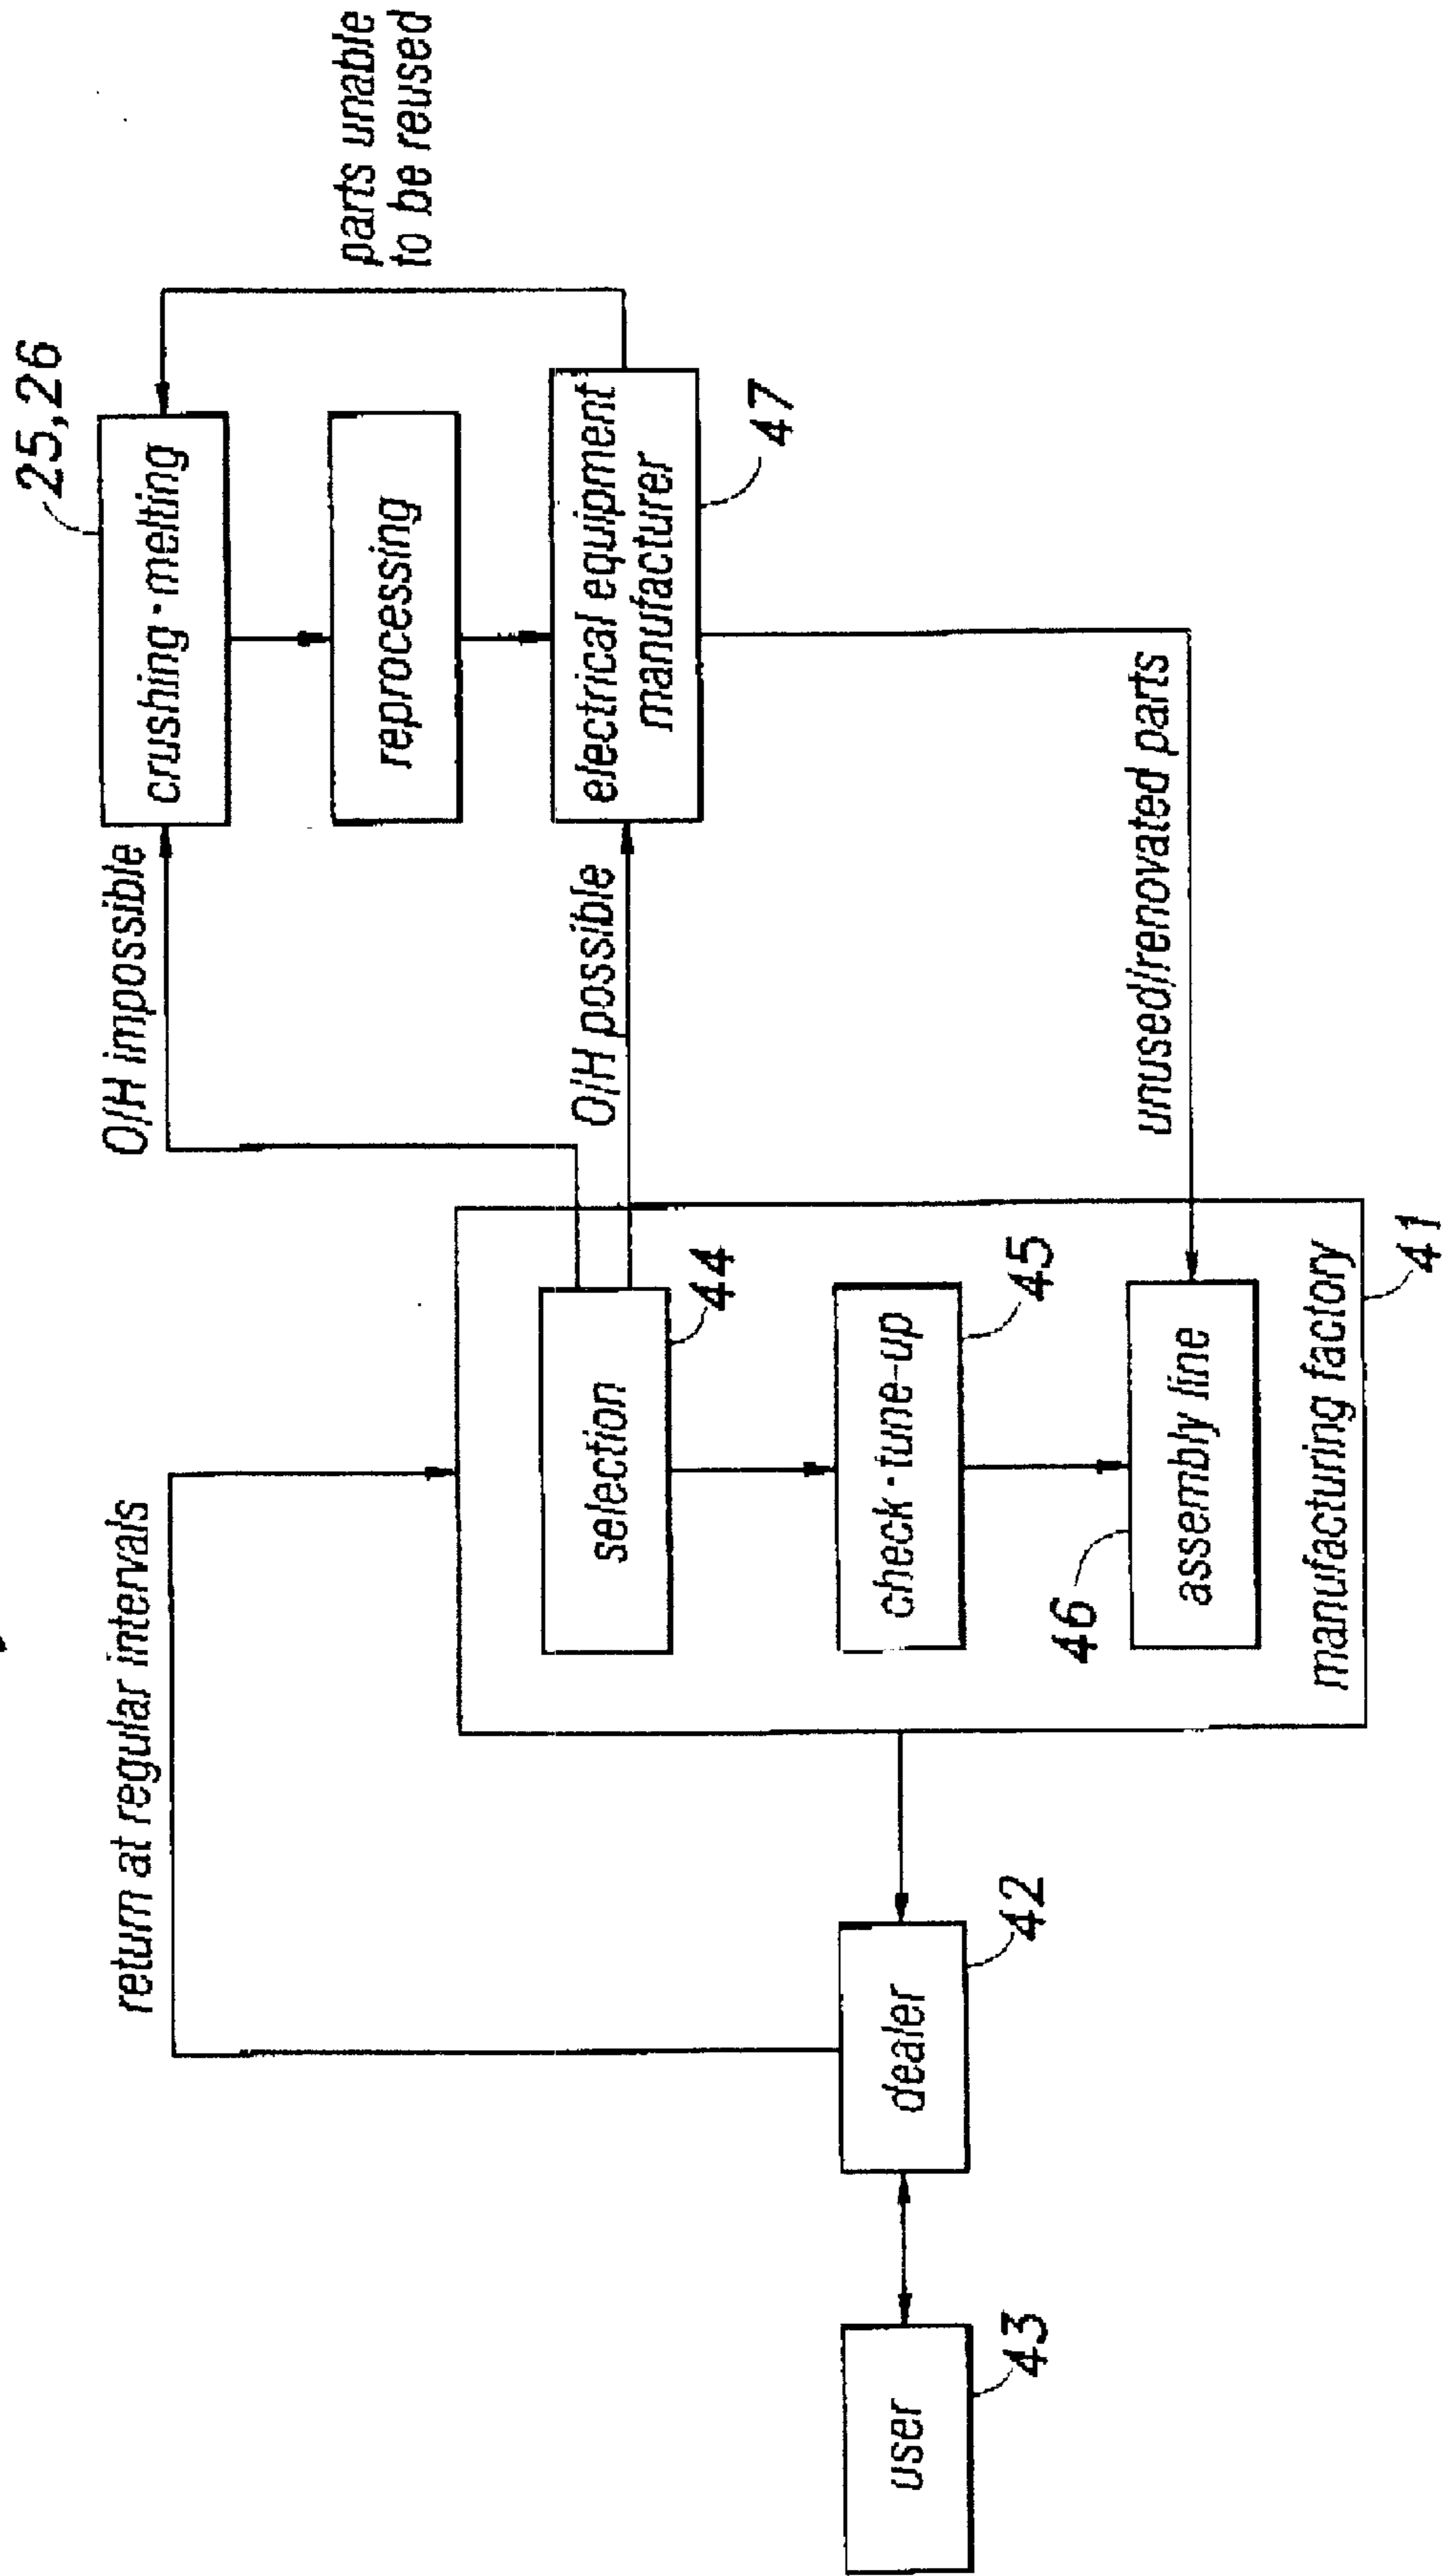 25,26
crushing·melting
parts unable
to be reused
O/H impossible
reprocessing
return at regular intervals
electrical equipment
manufacturer
47
O/H possible
selection
44
check·tune-up
45
unused/renovated parts
assembly line
46
manufacturing factory
41
dealer
42
user
43